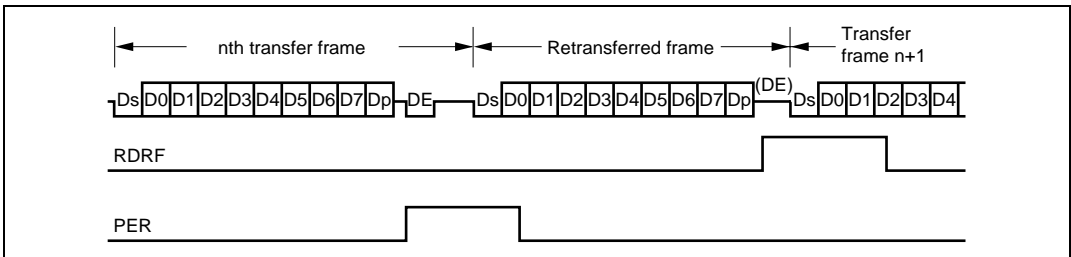 nth transfer frame
Retransferred frame
Transfer
frame n+1
Ds D0 D1 D2 D3 D4 D5 D6 D7 Dp DE Ds D0 D1 D2 D3 D4 D5 D6 D7 Dp (DE) Ds D0 D1 D2 D3 D4
RDRF
PER